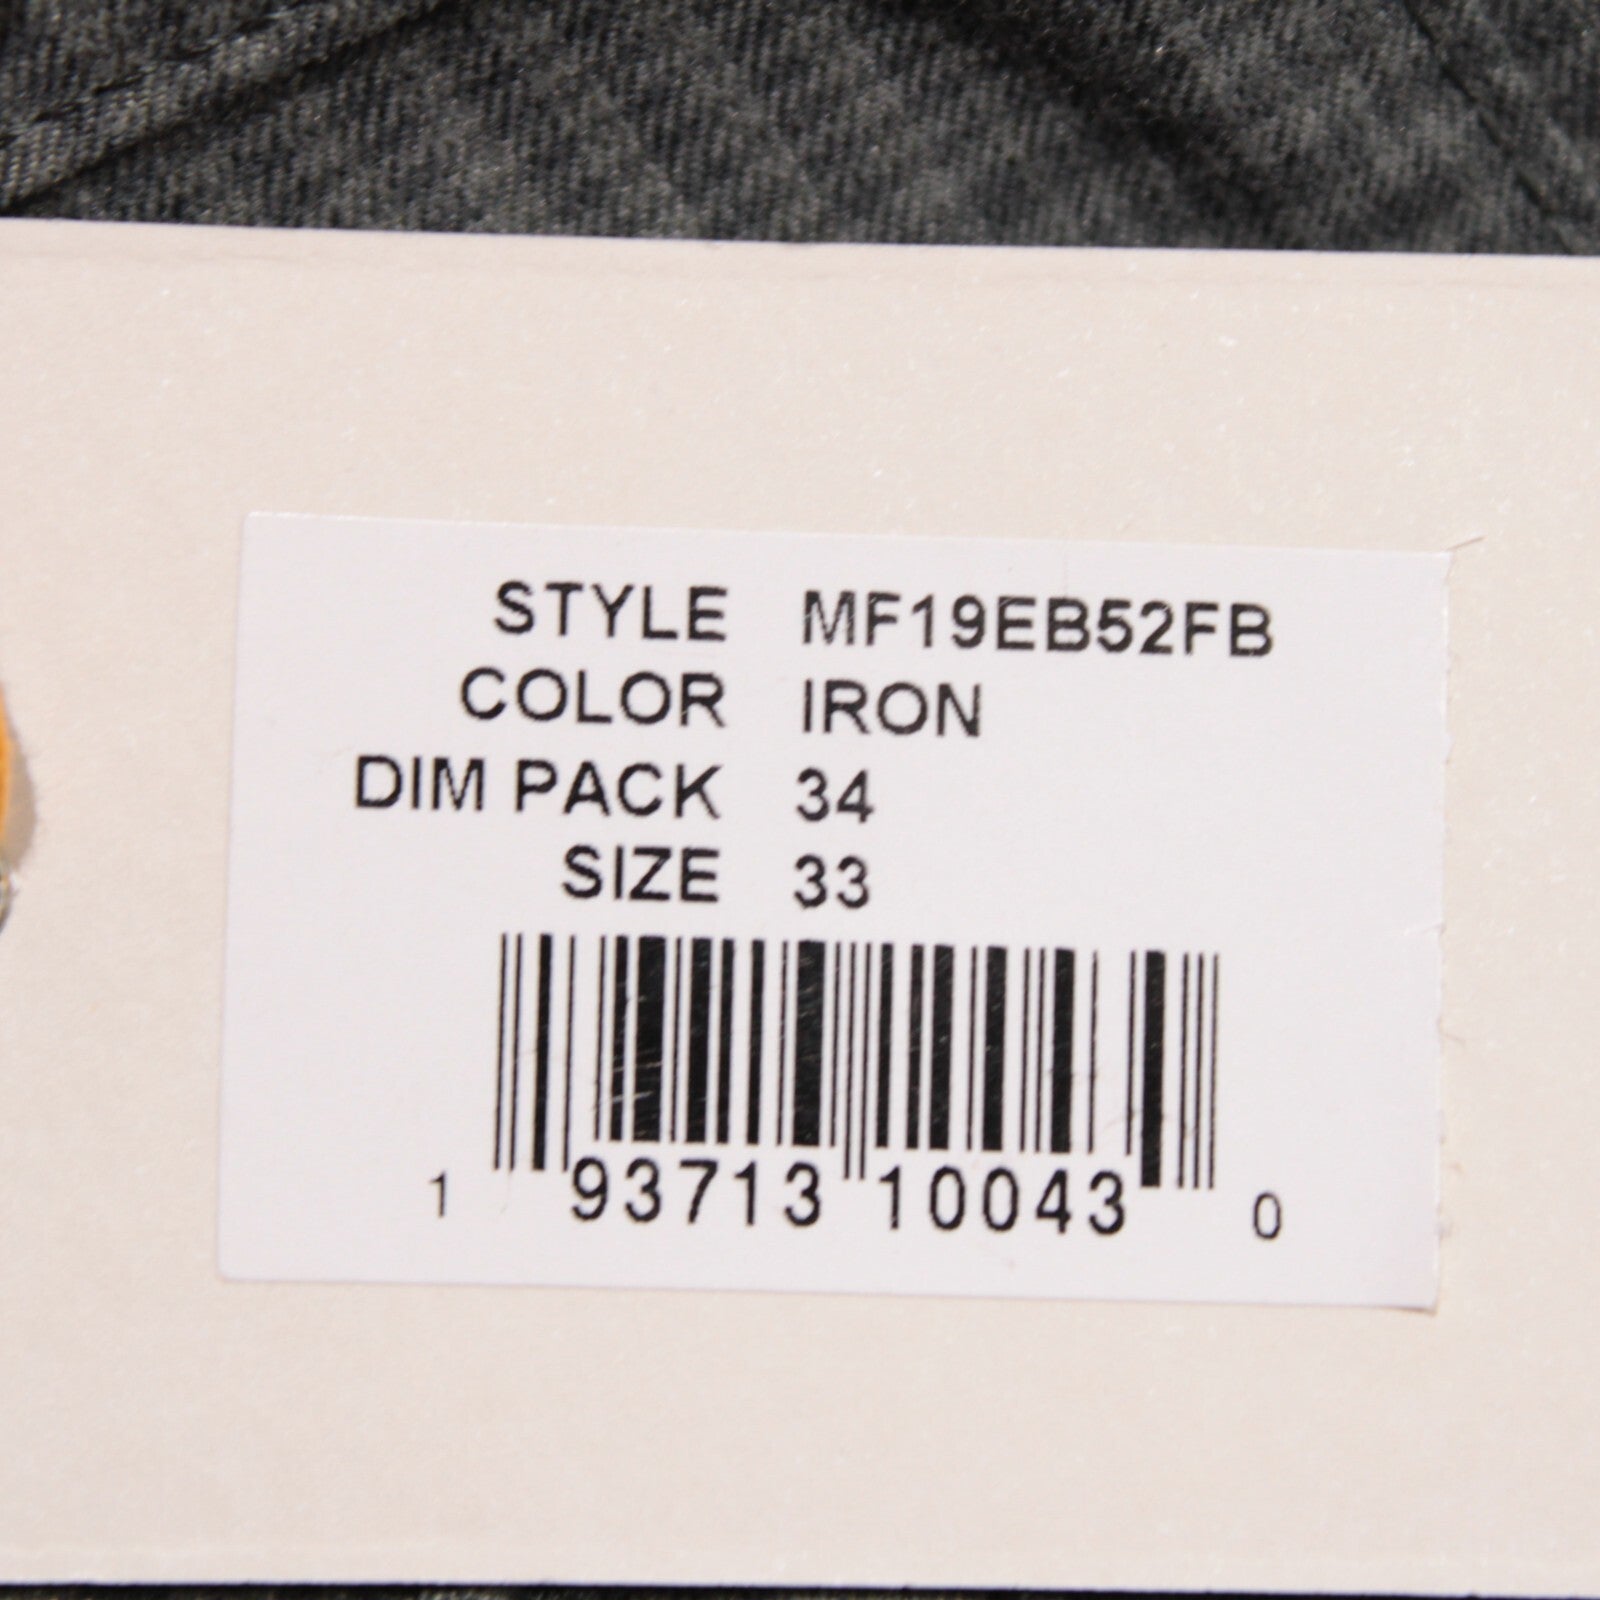 STYLE MF19EB52FB
COLOR IRON
DIM PACK 34
SIZE 33
1 93713 10043 0